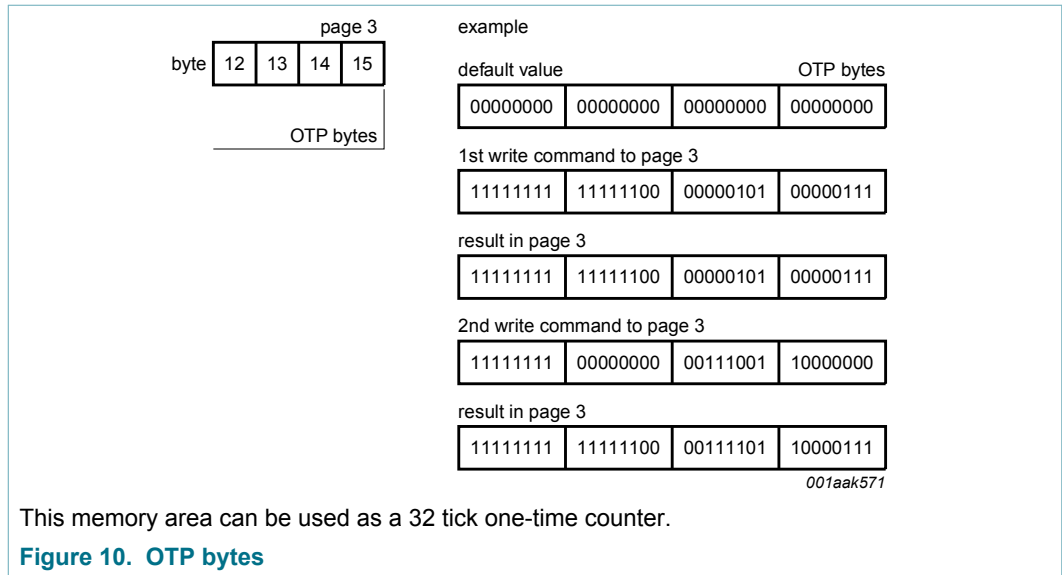 page 3
byte 12 13 14 15
OTP bytes
example
default value OTP bytes
00000000 00000000 00000000 00000000
1st write command to page 3
11111111 11111100 00000101 00000111
result in page 3
11111111 11111100 00000101 00000111
2nd write command to page 3
11111111 00000000 00111001 10000000
result in page 3
11111111 11111100 00111101 10000111
001aak571
This memory area can be used as a 32 tick one-time counter.
Figure 10. OTP bytes